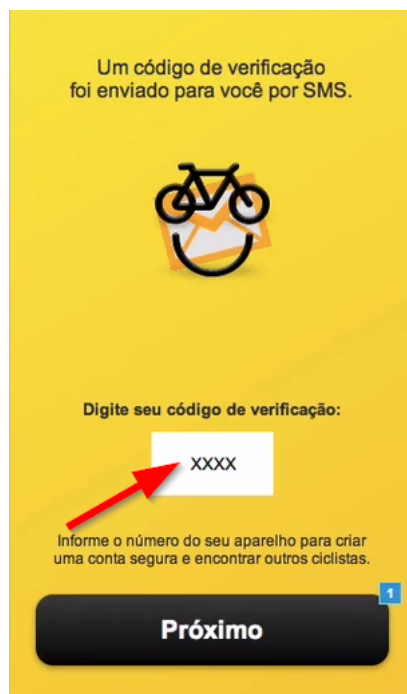 Um código de verificação
foi enviado para você por SMS.
Digite seu código de verificação:
xxxx
Informe o número do seu aparelho para criar
uma conta segura e encontrar outros ciclistas.
1
Próximo